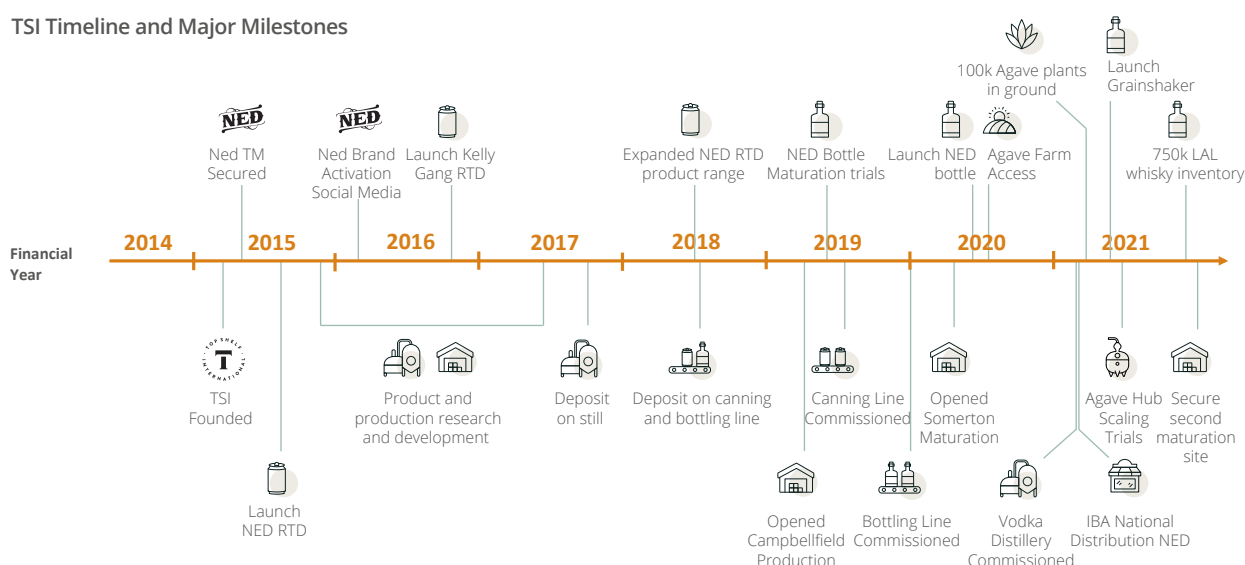 TSI Timeline and Major Milestones
100k Agave plants
in ground
Launch
Grainshaker
NED
Ned TM
Secured
NED
Ned Brand
Activation
Social Media
Launch Kelly
Gang RTD
Expanded NED RTD
product range
NED Bottle
Maturation trials
Launch NED
bottle
Agave Farm
Access
750k LAL
whisky inventory
Financial
Year
2014
2015
2016
2017
2018
2019
2020
2021
TOP SHELF
T
INTERNATIONAL
TSI
Founded
Product and
production research
and development
Deposit
on still
Deposit on canning
and bottling line
Canning Line
Commissioned
Opened
Somerton
Maturation
Agave Hub
Scaling
Trials
Secure
second
maturation
site
Launch
NED RTD
Opened
Campbellfield
Production
Bottling Line
Commissioned
Vodka
Distillery
Commissioned
IBA National
Distribution NED